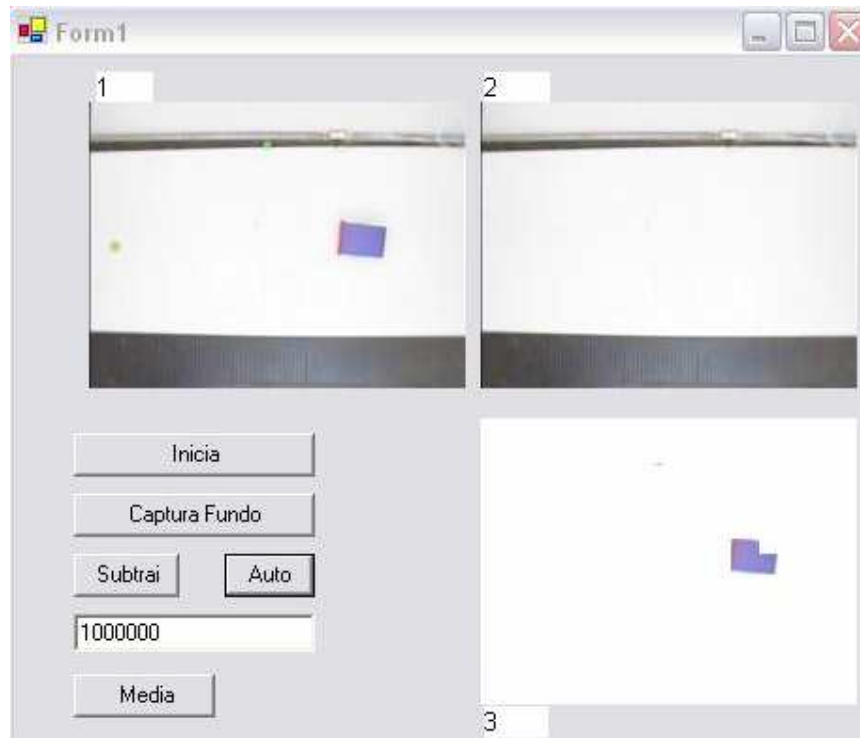 Form1
1
2
Inicia
Captura Fundo
Subtrai
Auto
1000000
Media
3